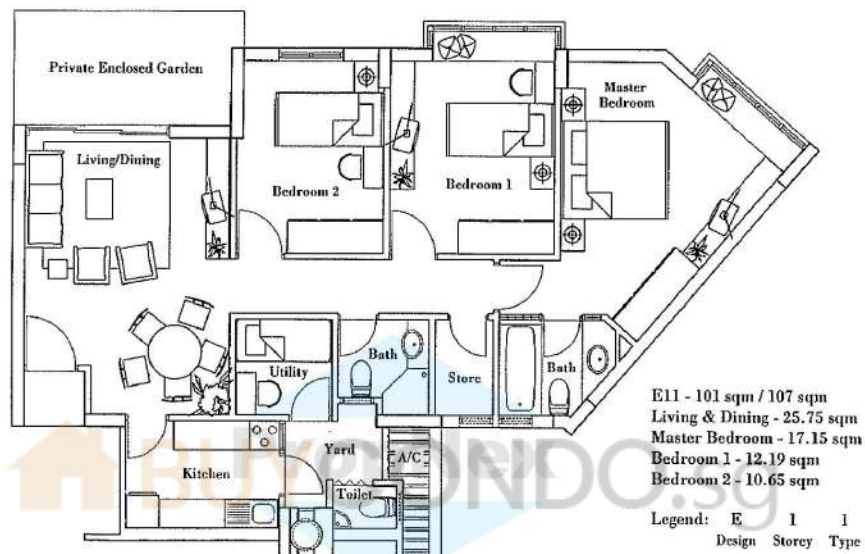 Private Enclosed Garden
Master
Bedroom
Living/Dining
Bedroom 2
Bedroom 1
Bath
Utility
Store
Bath
Yard
A/C
Kitchen
Toilet
BUYCONDO.sg
E11 - 101 sqm / 107 sqm
Living & Dining - 25.75 sqm
Master Bedroom - 17.15 sqm
Bedroom 1 - 12.19 sqm
Bedroom 2 - 10.65 sqm
Legend: E 1 1
Design Storey Type